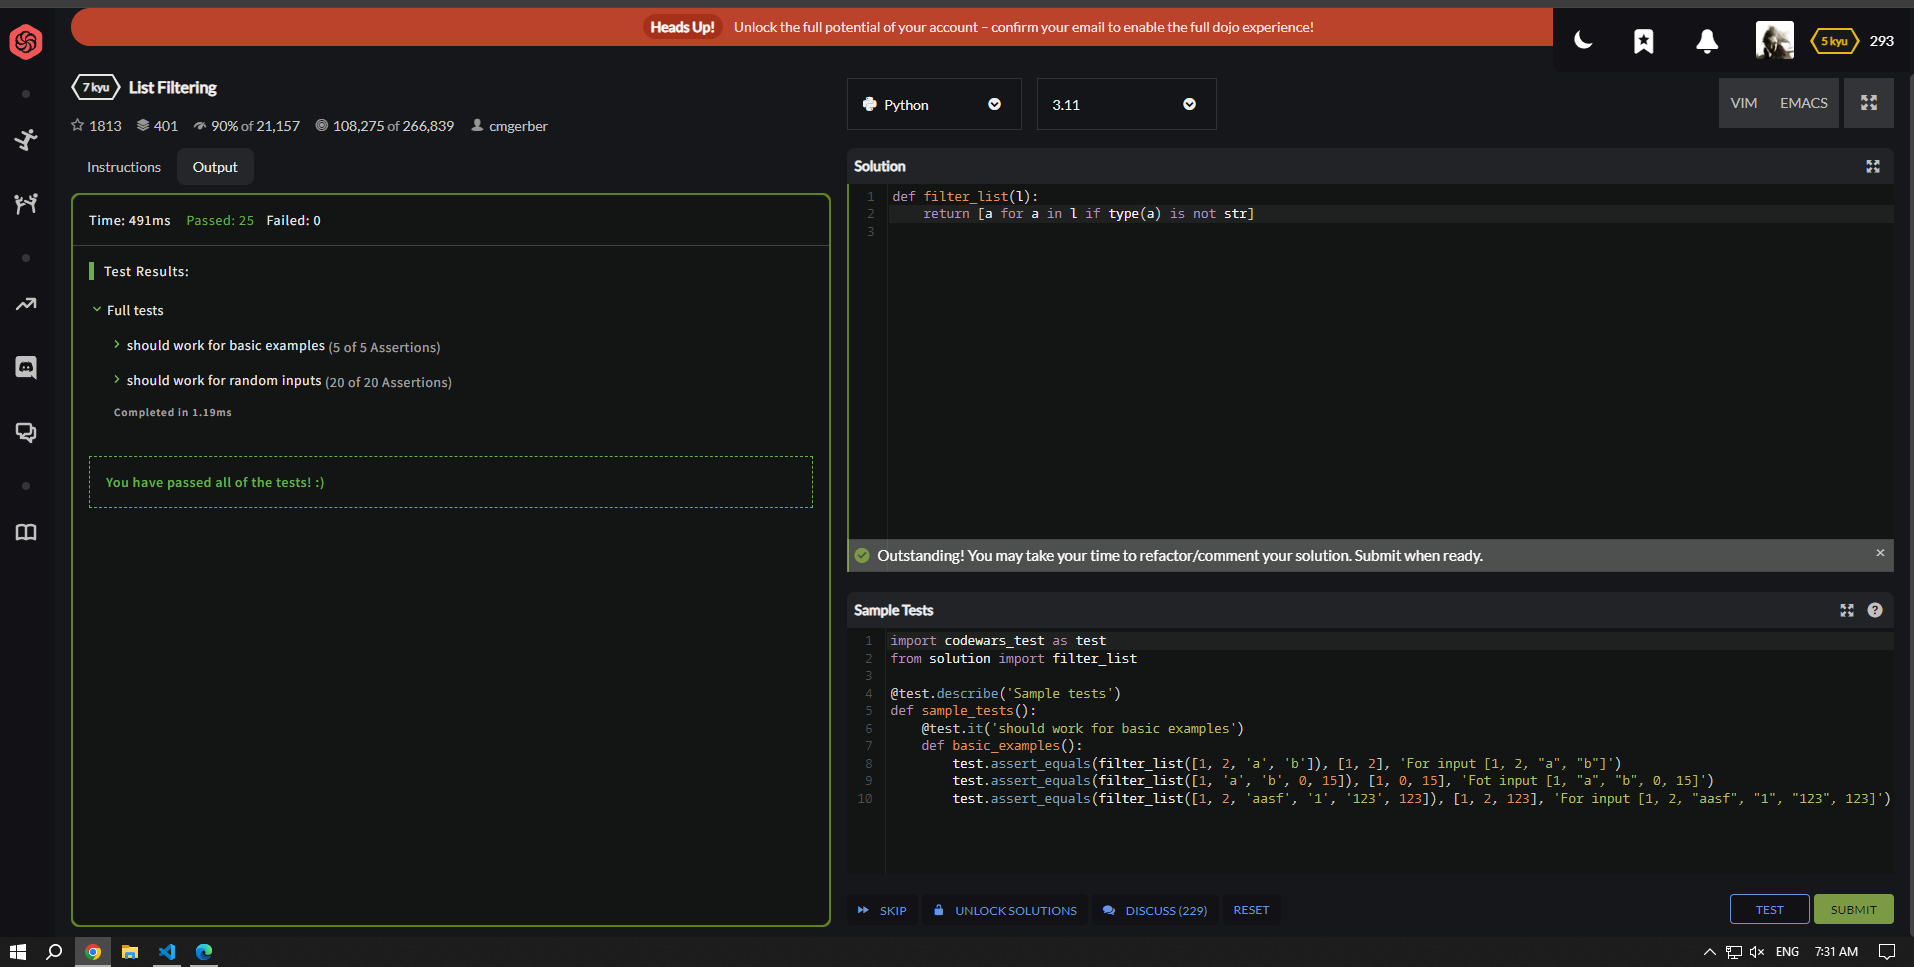 Heads Up! Unlock the full potential of your account – confirm your email to enable the full dojo experience!
5 kyu 293
7 kyu List Filtering
1813 401 90% of 21,157 108,275 of 266,839 cmgerber
Instructions Output
Time: 491ms Passed: 25 Failed: 0
Test Results:
Full tests
should work for basic examples (5 of 5 Assertions)
should work for random inputs (20 of 20 Assertions)
Completed in 1.19ms
You have passed all of the tests! :)
Python 3.11 VIM EMACS
Solution
1 def filter_list(l):
2     return [a for a in l if type(a) is not str]
3
Outstanding! You may take your time to refactor/comment your solution. Submit when ready. ×
Sample Tests ?
1 import codewars_test as test
2 from solution import filter_list
3
4 @test.describe('Sample tests')
5 def sample_tests():
6     @test.it('should work for basic examples')
7     def basic_examples():
8         test.assert_equals(filter_list([1, 2, 'a', 'b']), [1, 2], 'For input [1, 2, "a", "b"]')
9         test.assert_equals(filter_list([1, 'a', 'b', 0, 15]), [1, 0, 15], 'Fot input [1, "a", "b", 0, 15]')
10         test.assert_equals(filter_list([1, 2, 'aasf', '1', '123', 123]), [1, 2, 123], 'For input [1, 2, "aasf", "1", "123", 123]')
SKIP UNLOCK SOLUTIONS DISCUSS (229) RESET TEST SUBMIT
ENG 7:31 AM